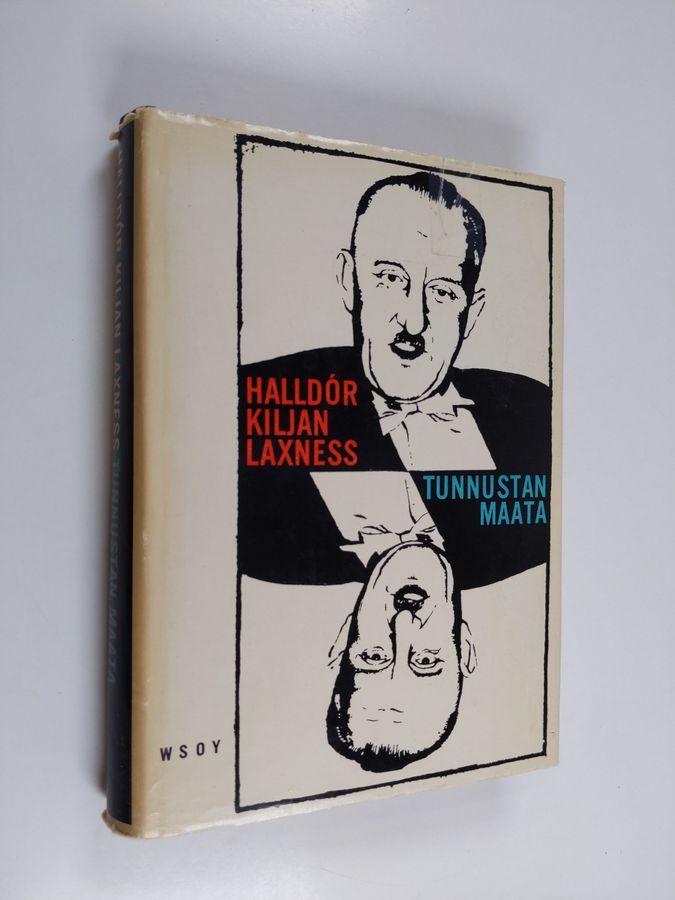 HALLDÓR
KILJAN
LAXNESS
TUNNUSTAN
MAATA
WSOY
HALLDÓR KILJAN LAXNESS TUNNUSTAN MAATA